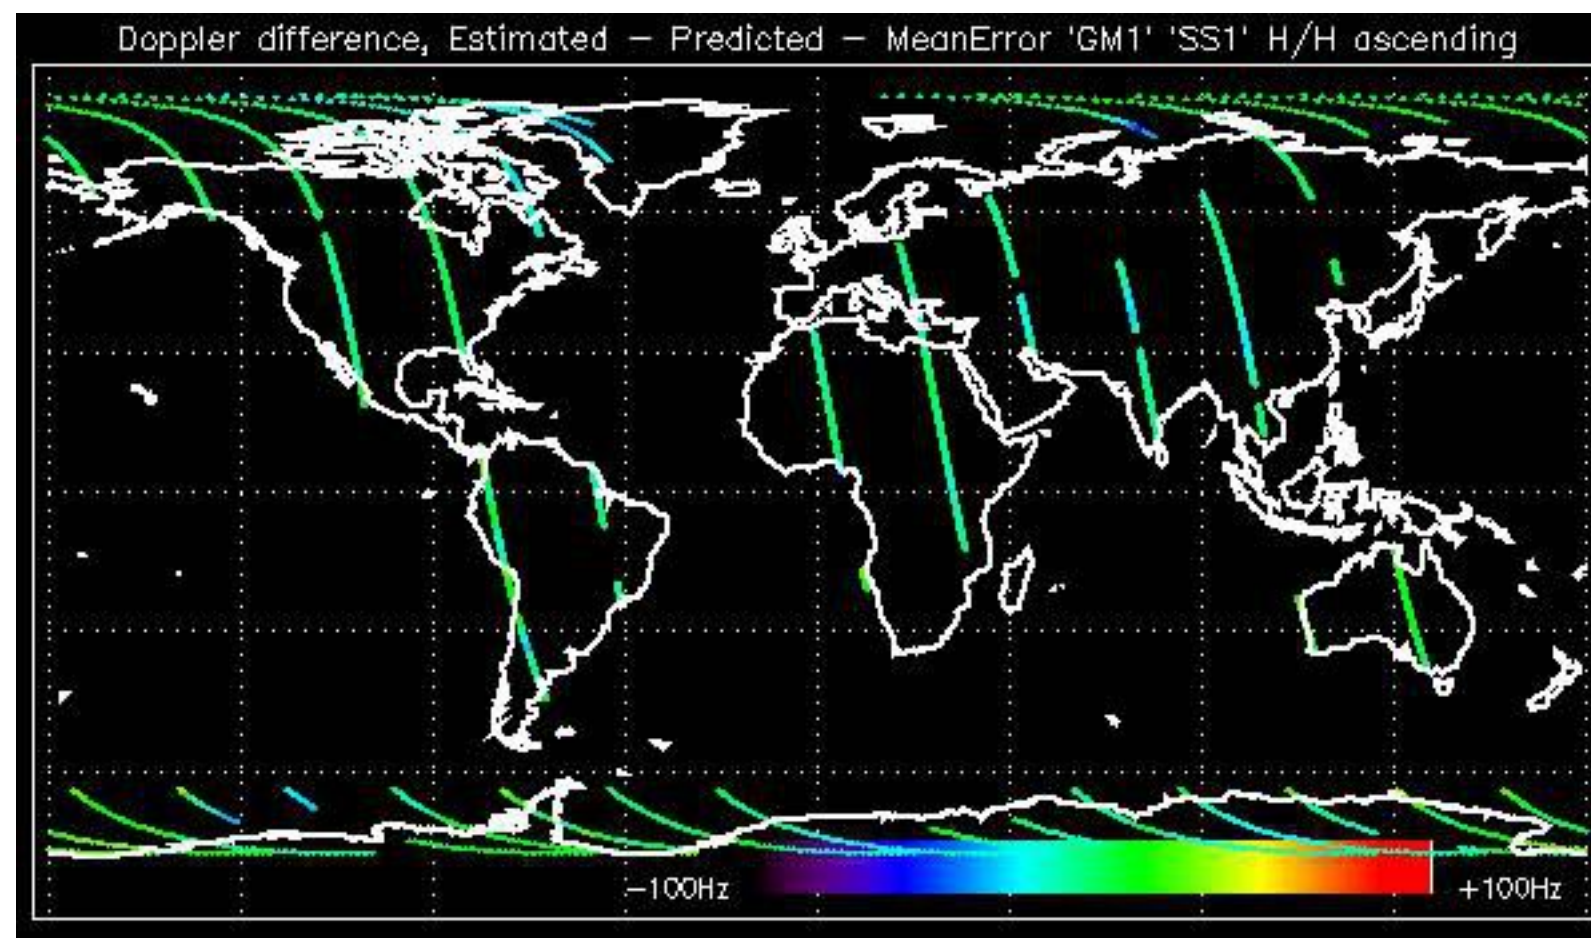 Doppler difference, Estimated – Predicted – MeanError 'GM1' 'SS1' H/H ascending
–100Hz +100Hz